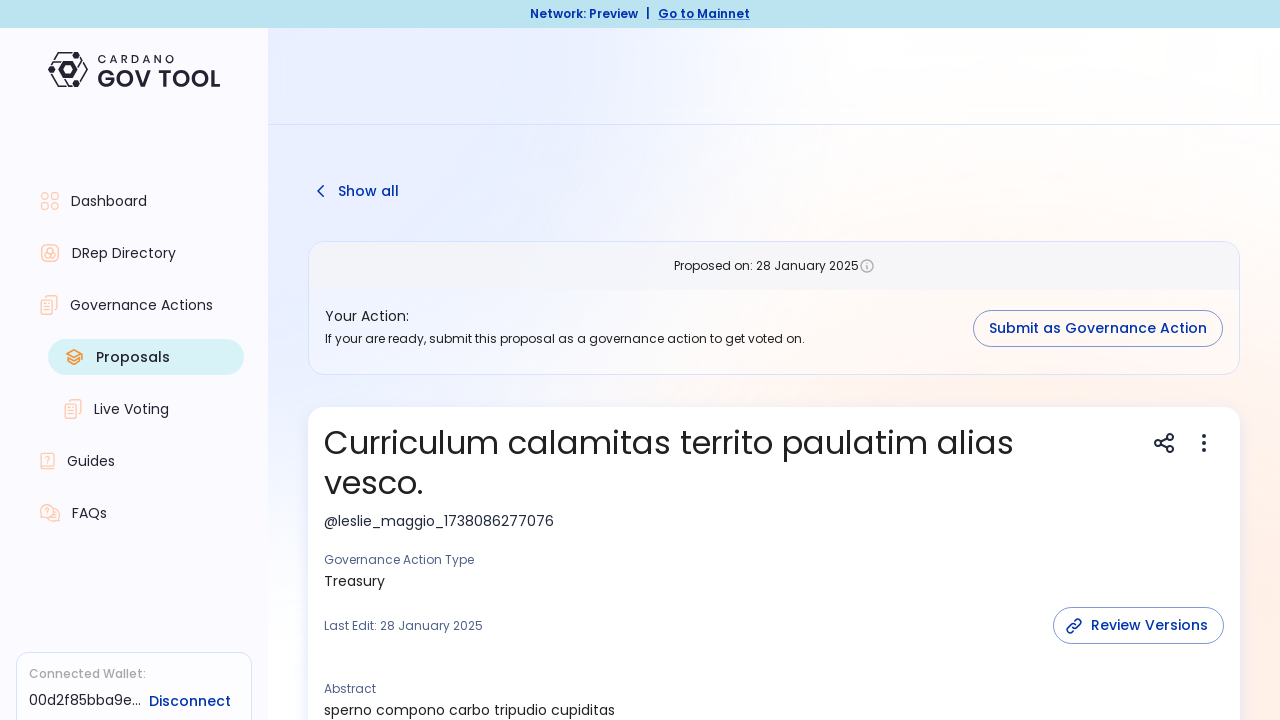 Network: Preview | Go to Mainnet
CARDANO
GOV TOOL
Dashboard
DRep Directory
Governance Actions
Proposals
Live Voting
Guides
FAQs
Connected Wallet:
00d2f85bba9e... Disconnect
Show all
Proposed on: 28 January 2025
Your Action:
If your are ready, submit this proposal as a governance action to get voted on.
Submit as Governance Action
Curriculum calamitas territo paulatim alias
vesco.
@leslie_maggio_1738086277076
Governance Action Type
Treasury
Last Edit: 28 January 2025
Review Versions
Abstract
sperno compono carbo tripudio cupiditas